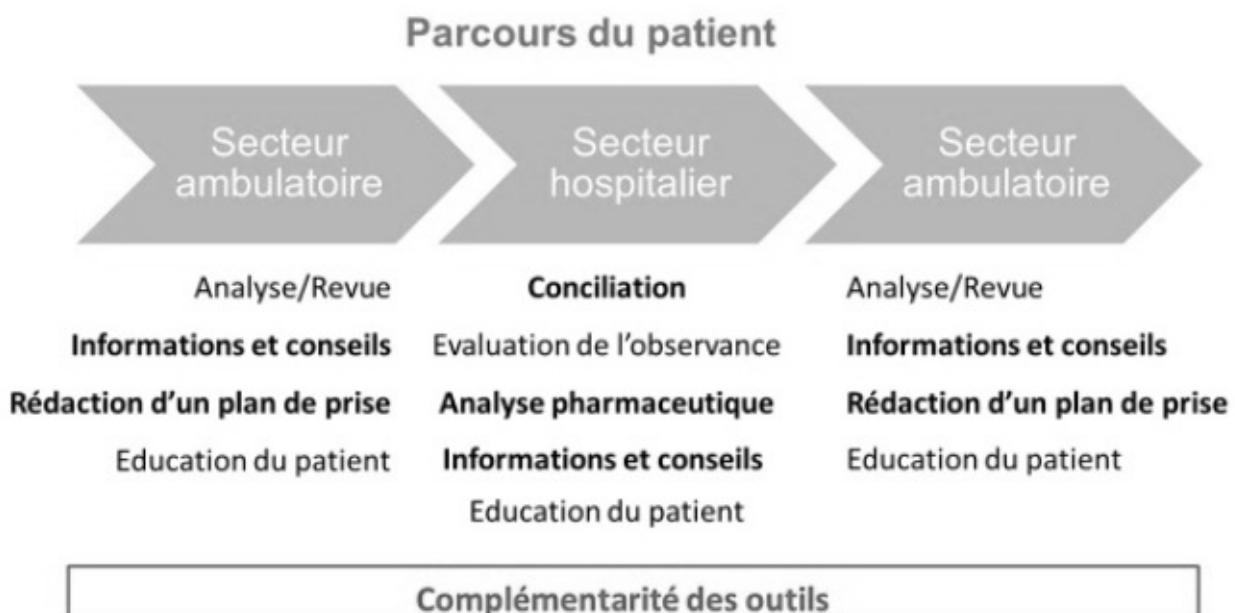 Parcours du patient
Secteur
ambulatoire
Secteur
hospitalier
Secteur
ambulatoire
Analyse/Revue
Informations et conseils
Rédaction d'un plan de prise
Education du patient
Conciliation
Evaluation de l'observance
Analyse pharmaceutique
Informations et conseils
Education du patient
Analyse/Revue
Informations et conseils
Rédaction d'un plan de prise
Education du patient
Complémentarité des outils